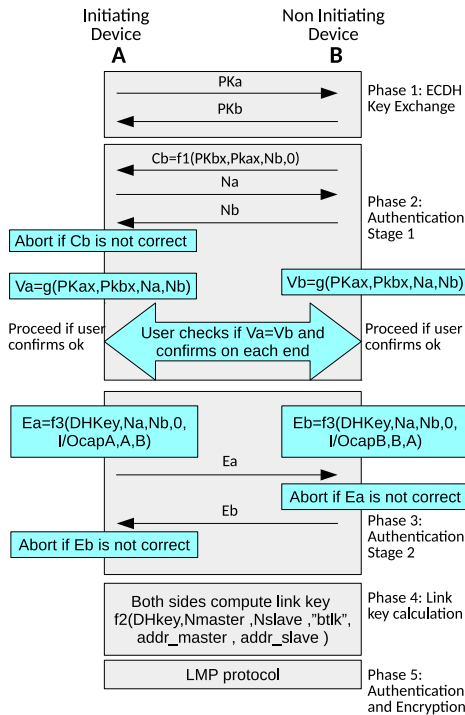 Initiating
Device
A
Non Initiating
Device
B
PKa
PKb
Phase 1: ECDH
Key Exchange
Cb=f1(PKbx,Pkax,Nb,0)
Na
Nb
Phase 2:
Authentication
Stage 1
Abort if Cb is not correct
Va=g(PKax,Pkbx,Na,Nb)
Vb=g(PKax,Pkbx,Na,Nb)
Proceed if user
confirms ok
User checks if Va=Vb and
confirms on each end
Proceed if user
confirms ok
Ea=f3(DHKey,Na,Nb,0,
I/OcapA,A,B)
Eb=f3(DHKey,Na,Nb,0,
I/OcapB,B,A)
Ea
Abort if Ea is not correct
Eb
Abort if Eb is not correct
Phase 3:
Authentication
Stage 2
Both sides compute link key
f2(DHkey,Nmaster ,Nslave ,”btlk”,
addr_master , addr_slave )
Phase 4: Link
key calculation
LMP protocol
Phase 5:
Authentication
and Encryption